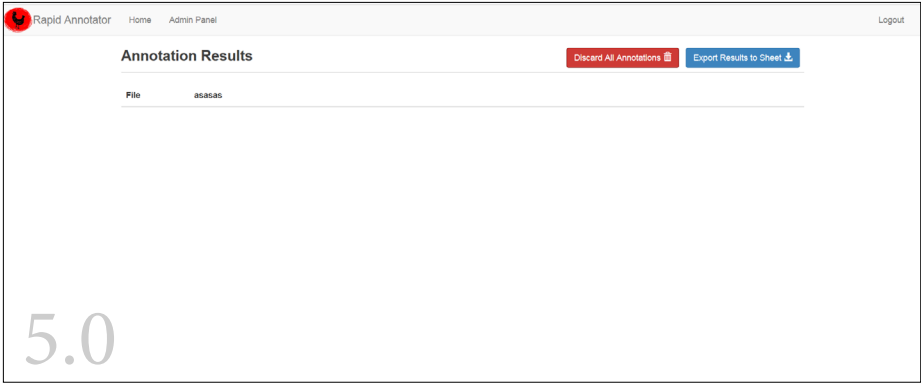 Rapid Annotator Home Admin Panel Logout
Annotation Results Discard All Annotations Export Results to Sheet
File asasas
5.0